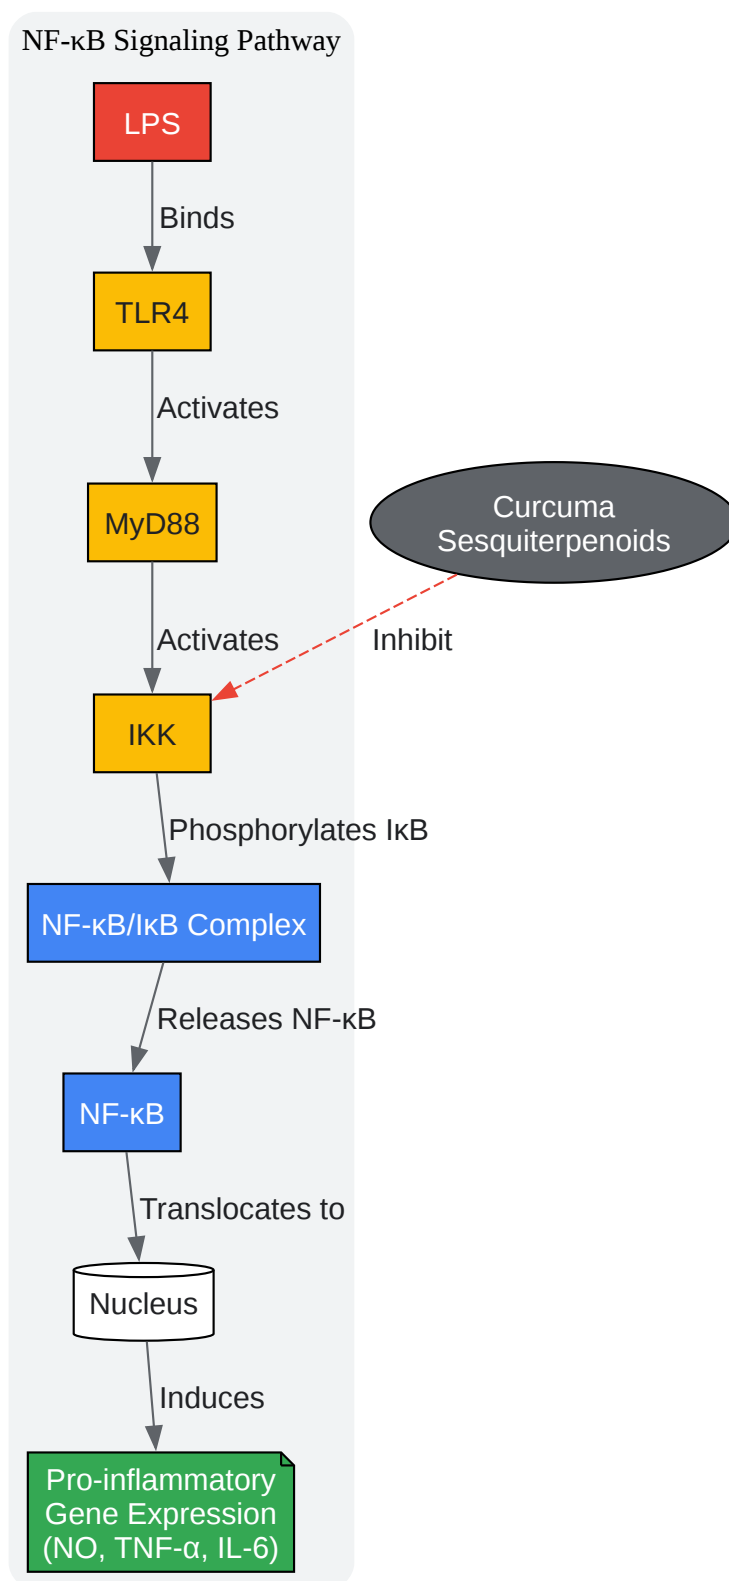 NF-κB Signaling Pathway
LPS
Binds
TLR4
Activates
MyD88
Curcuma
Sesquiterpenoids
Activates
Inhibit
IKK
Phosphorylates IκB
NF-κB/IκB Complex
Releases NF-κB
NF-κB
Translocates to
Nucleus
Induces
Pro-inflammatory
Gene Expression
(NO, TNF-α, IL-6)